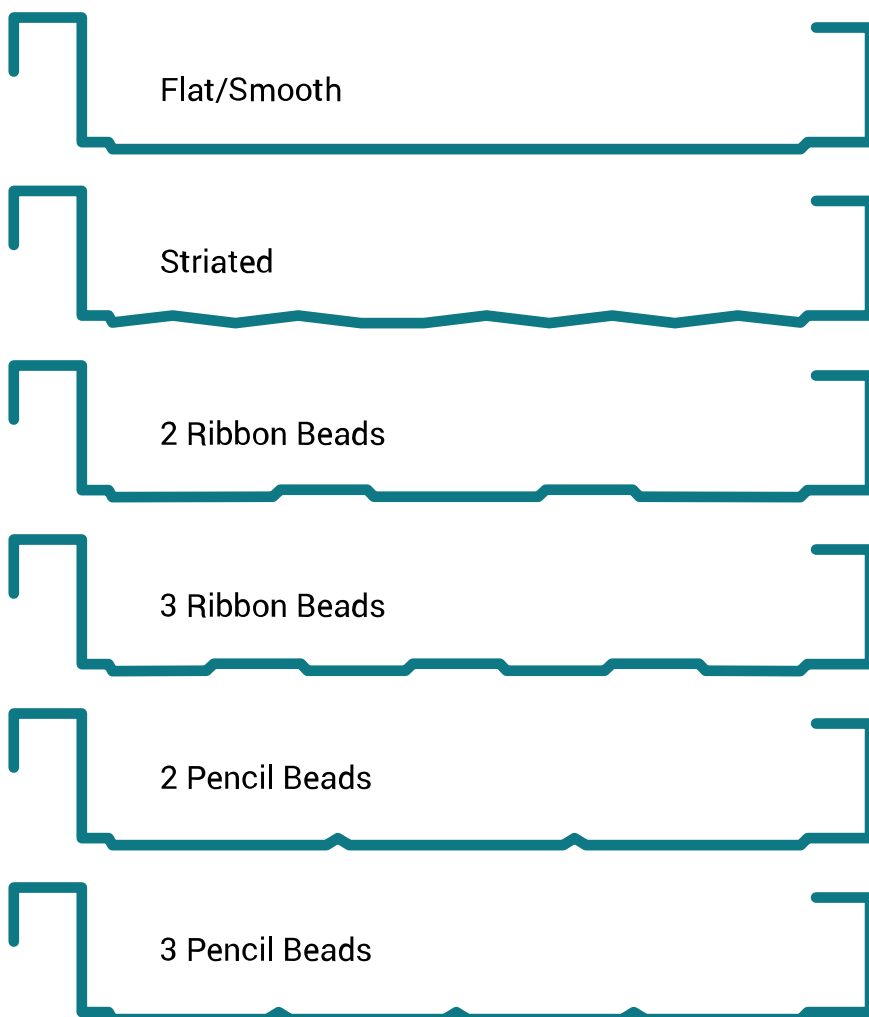 Flat/Smooth
Striated
2 Ribbon Beads
3 Ribbon Beads
2 Pencil Beads
3 Pencil Beads